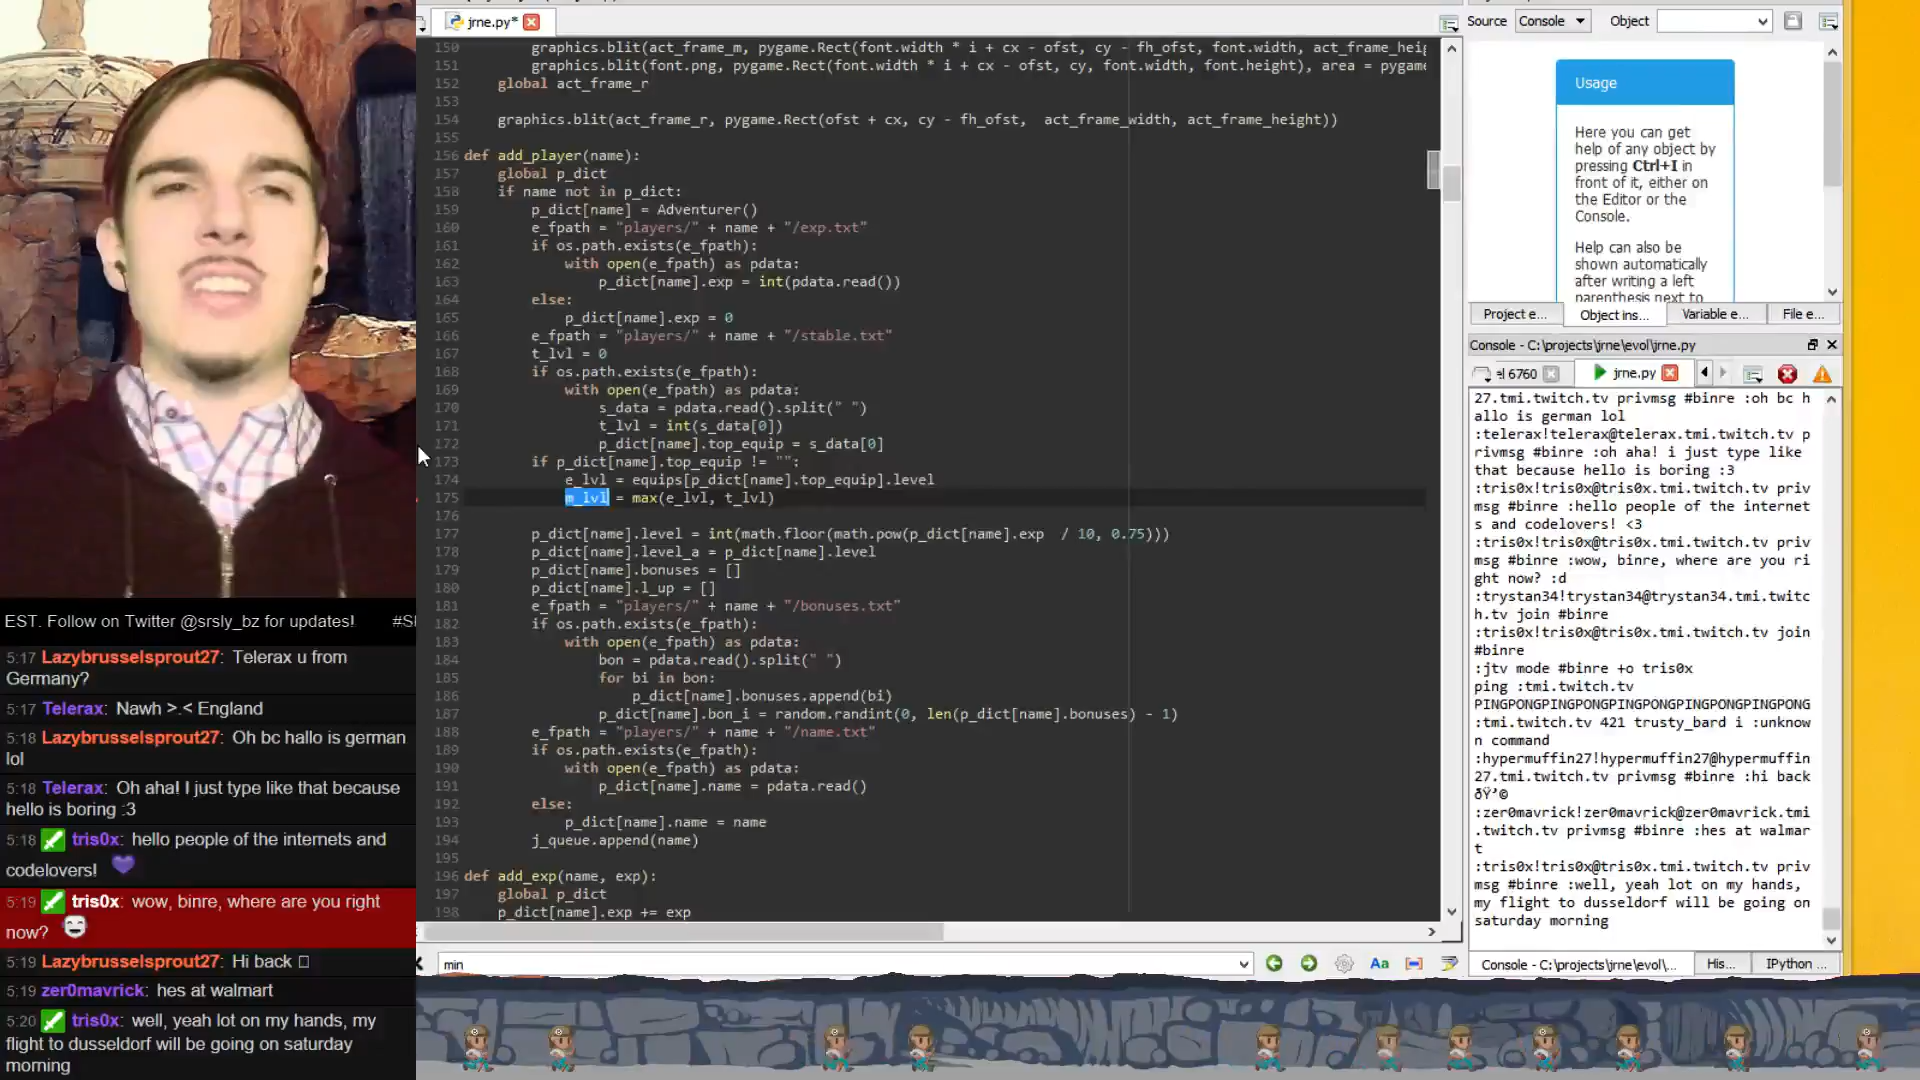 EST. Follow on Twitter @srsly_bz for updates!
5:17 Lazybrusselsprout27: Telerax u from
Germany?
5:17 Telerax: Nawh >.< England
5:18 Lazybrusselsprout27: Oh bc hallo is german
lol
5:18 Telerax: Oh aha! I just type like that because
hello is boring :3
5:18 tris0x: hello people of the internets and
codelovers!
5:19 tris0x: wow, binre, where are you right
now?
5:19 Lazybrusselsprout27: Hi back
5:19 zer0mavrick: hes at walmart
5:20 tris0x: well, yeah lot on my hands, my
flight to dusseldorf will be going on saturday
morning
jrne.py*
150 graphics.blit(act_frame_m, pygame.Rect(font.width * i + cx - ofst, cy - fh_ofst, font.width, act_frame_heig
151 graphics.blit(font.png, pygame.Rect(font.width * i + cx - ofst, cy, font.width, font.height), area = pygame
152 global act_frame_r
153
154 graphics.blit(act_frame_r, pygame.Rect(ofst + cx, cy - fh_ofst,  act_frame_width, act_frame_height))
155
156 def add_player(name):
157 global p_dict
158 if name not in p_dict:
159 p_dict[name] = Adventurer()
160 e_fpath = "players/" + name + "/exp.txt"
161 if os.path.exists(e_fpath):
162 with open(e_fpath) as pdata:
163 p_dict[name].exp = int(pdata.read())
164 else:
165 p_dict[name].exp = 0
166 e_fpath = "players/" + name + "/stable.txt"
167 t_lvl = 0
168 if os.path.exists(e_fpath):
169 with open(e_fpath) as pdata:
170 s_data = pdata.read().split(" ")
171 t_lvl = int(s_data[0])
172 p_dict[name].top_equip = s_data[0]
173 if p_dict[name].top_equip != "":
174 e_lvl = equips[p_dict[name].top_equip].level
175 m_lvl = max(e_lvl, t_lvl)
176
177 p_dict[name].level = int(math.floor(math.pow(p_dict[name].exp  / 10, 0.75)))
178 p_dict[name].level_a = p_dict[name].level
179 p_dict[name].bonuses = []
180 p_dict[name].l_up = []
181 e_fpath = "players/" + name + "/bonuses.txt"
182 if os.path.exists(e_fpath):
183 with open(e_fpath) as pdata:
184 bon = pdata.read().split(" ")
185 for bi in bon:
186 p_dict[name].bonuses.append(bi)
187 p_dict[name].bon_i = random.randint(0, len(p_dict[name].bonuses) - 1)
188 e_fpath = "players/" + name + "/name.txt"
189 if os.path.exists(e_fpath):
190 with open(e_fpath) as pdata:
191 p_dict[name].name = pdata.read()
192 else:
193 p_dict[name].name = name
194 j_queue.append(name)
195
196 def add_exp(name, exp):
197 global p_dict
198 p_dict[name].exp += exp
min
Aa
Source Console Object
Usage
Here you can get
help of any object by
pressing Ctrl+I in
front of it, either on
the Editor or the
Console.
Help can also be
shown automatically
after writing a left
parenthesis next to
Project e... Object ins... Variable e... File e...
Console - C:\projects\jrne\evol\jrne.py
el 6760 jrne.py
27.tmi.twitch.tv privmsg #binre :oh bc h
allo is german lol
:telerax!telerax@telerax.tmi.twitch.tv p
rivmsg #binre :oh aha! i just type like
that because hello is boring :3
:tris0x!tris0x@tris0x.tmi.twitch.tv priv
msg #binre :hello people of the internet
s and codelovers! <3
:tris0x!tris0x@tris0x.tmi.twitch.tv priv
msg #binre :wow, binre, where are you ri
ght now? :d
:trystan34!trystan34@trystan34.tmi.twitc
h.tv join #binre
:tris0x!tris0x@tris0x.tmi.twitch.tv join
#binre
:jtv mode #binre +o tris0x
ping :tmi.twitch.tv
PINGPONGPINGPONGPINGPONGPINGPONGPINGPONG
:tmi.twitch.tv 421 trusty_bard i :unknow
n command
:hypermuffin27!hypermuffin27@hypermuffin
27.tmi.twitch.tv privmsg #binre :hi back
ðŸ'©
:zer0mavrick!zer0mavrick@zer0mavrick.tmi
.twitch.tv privmsg #binre :hes at walmar
t
:tris0x!tris0x@tris0x.tmi.twitch.tv priv
msg #binre :well, yeah lot on my hands,
my flight to dusseldorf will be going on
saturday morning
Console - C:\projects\jrne\evol\... His... IPython ...